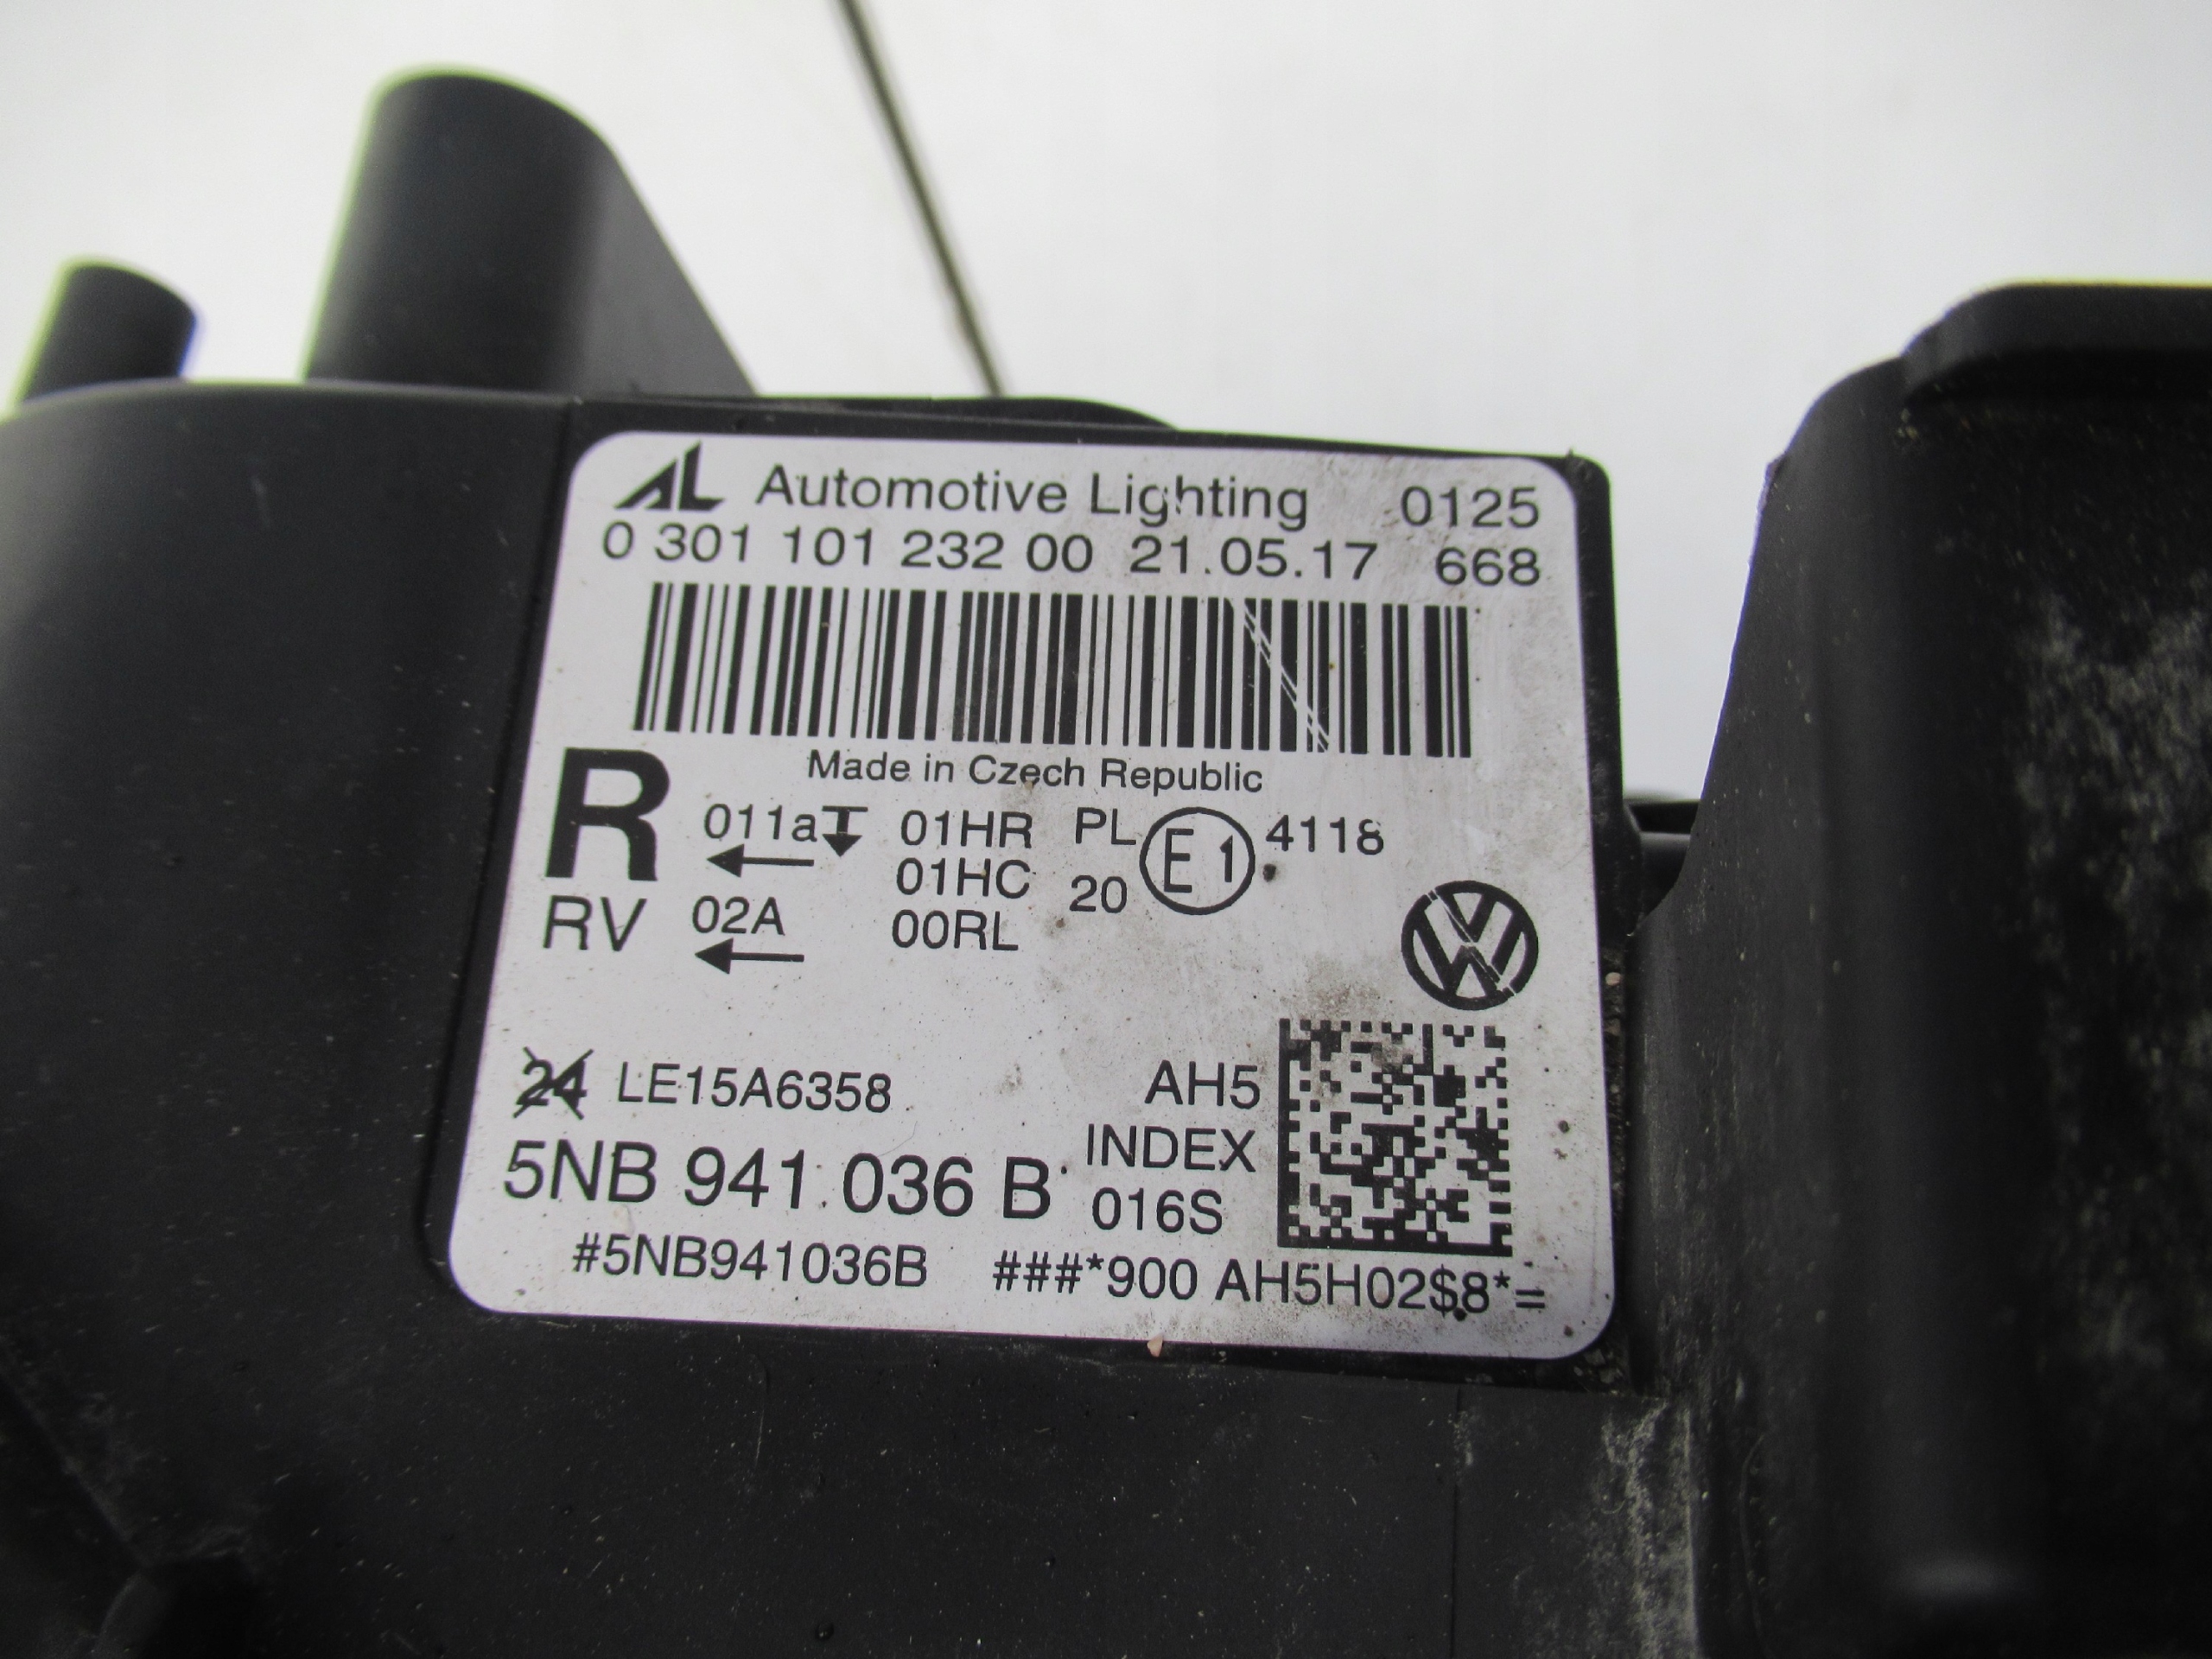 AL Automotive Lighting 0125
0 301 101 232 00 21.05.17 668
Made in Czech Republic
R 011a 01HR PL E1 4118
01HC 20
RV 02A 00RL
24 LE15A6358 AH5
5NB 941 036 B INDEX
016S
#5NB941036B ###*900 AH5H02$8*=